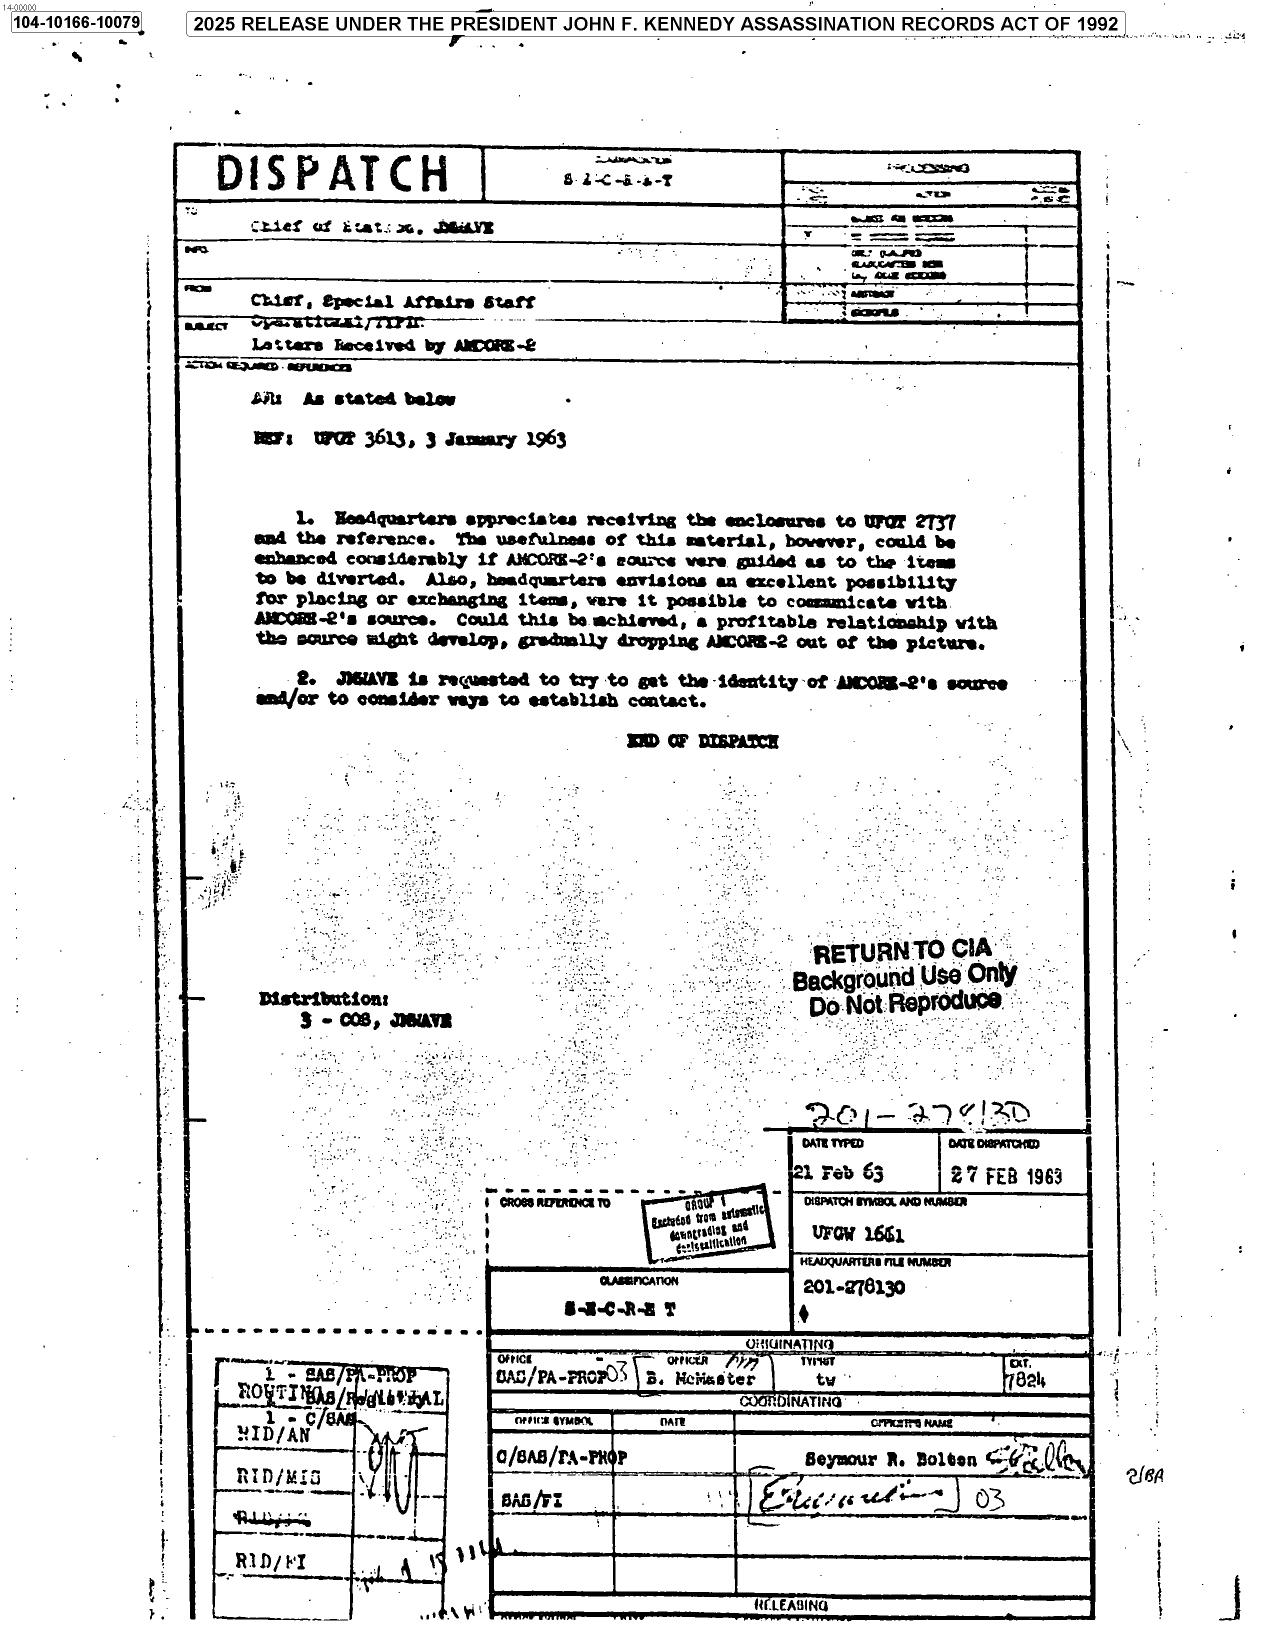 14-00000
104-10166-10079
2025 RELEASE UNDER THE PRESIDENT JOHN F. KENNEDY ASSASSINATION RECORDS ACT OF 1992
DISPATCH
CLASSIFICATION
S-E-C-R-E-T
PROCESSING
TO
Chief of Station, JMWAVE
INFO.
FROM
Chief, Special Affairs Staff
SUBJECT
Operational/TYPIC
Letters Received by AMCORE-2
ACTION REQUIRED - REFERENCES
ABSTRACT
MICROFILM
AR: As stated below
REF: UFGT 3613, 3 January 1963
1. Headquarters appreciates receiving the enclosures to UFGT 2737
and the reference. The usefulness of this material, however, could be
enhanced considerably if AMCORE-2's source were guided as to the items
to be diverted. Also, headquarters envisions an excellent possibility
for placing or exchanging items, were it possible to communicate with
AMCORE-2's source. Could this be achieved, a profitable relationship with
the source might develop, gradually dropping AMCORE-2 out of the picture.
2. JMWAVE is requested to try to get the identity of AMCORE-2's source
and/or to consider ways to establish contact.
END OF DISPATCH
RETURN TO CIA
Background Use Only
Do Not Reproduce
Distribution:
3 - COS, JMWAVE
201-278130
DATE TYPED
DATE DISPATCHED
21 Feb 63
27 FEB 1963
CROSS REFERENCE TO
GROUP 1
Excluded from automatic
downgrading and
declassification
DISPATCH SYMBOL AND NUMBER
UFGW 1661
HEADQUARTERS FILE NUMBER
201-278130
CLASSIFICATION
S-E-C-R-E T
ORIGINATING
OFFICE
OFFICER
TYPIST
EXT.
SAS/PA-PROP 03
B. McMaster
tw
7824
COORDINATING
OFFICE SYMBOL
DATE
OFFICER'S NAME
C/SAS/PA-PROP
Seymour R. Bolten
SAS/FI
03
RELEASING
1 - SAS/PA-PROP
ROUTING
INITIAL
1 - SAS/Registry
1 - C/SAS
RID/AN
RID/MIS
RID/FI
2/BA